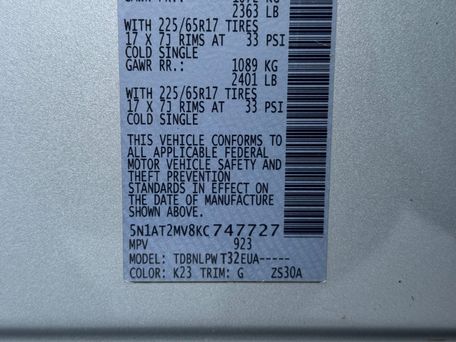 2363 LB
WITH 225/65R17 TIRES
17 X 7J RIMS AT 33 PSI
COLD SINGLE
GAWR RR.: 1089 KG
2401 LB
WITH 225/65R17 TIRES
17 X 7J RIMS AT 33 PSI
COLD SINGLE
THIS VEHICLE CONFORMS TO
ALL APPLICABLE FEDERAL
MOTOR VEHICLE SAFETY AND
THEFT PREVENTION
STANDARDS IN EFFECT ON
THE DATE OF MANUFACTURE
SHOWN ABOVE.
5N1AT2MV8KC747727
MPV 923
MODEL: TDBNLPW T32EUA-----
COLOR: K23 TRIM: G ZS30A